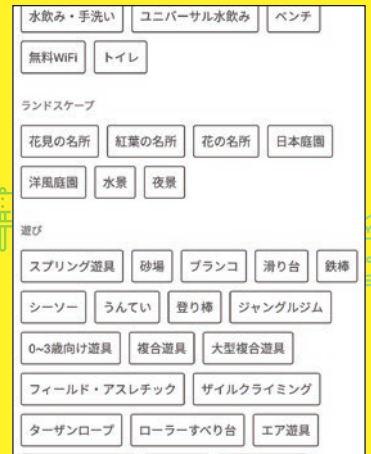 水飲み・手洗い ユニバーサル水飲み ベンチ
無料WiFi トイレ
ランドスケープ
花見の名所 紅葉の名所 花の名所 日本庭園
洋風庭園 水景 夜景
遊び
スプリング遊具 砂場 ブランコ 滑り台 鉄棒
シーソー うんてい 登り棒 ジャングルジム
0~3歳向け遊具 複合遊具 大型複合遊具
フィールド・アスレチック ザイルクライミング
ターザンロープ ローラーすべり台 エア遊具